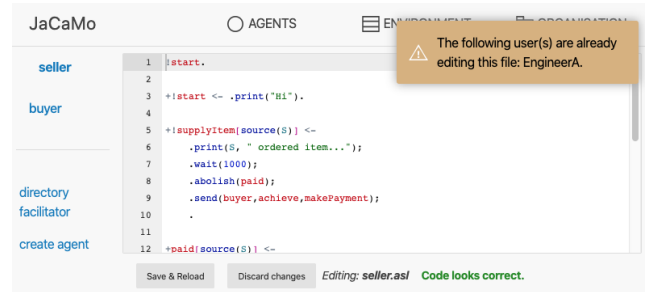 JaCaMo
AGENTS
The following user(s) are already
editing this file: EngineerA.
seller
buyer
directory
facilitator
create agent
1 !start.
2
3 +!start <- .print("Hi").
4
5 +!supplyItem[source(S)] <-
6 .print(S, " ordered item...");
7 .wait(1000);
8 .abolish(paid);
9 .send(buyer,achieve,makePayment);
10 .
11
12 +paid[source(S)] <-
Save & Reload Discard changes Editing: seller.asl Code looks correct.